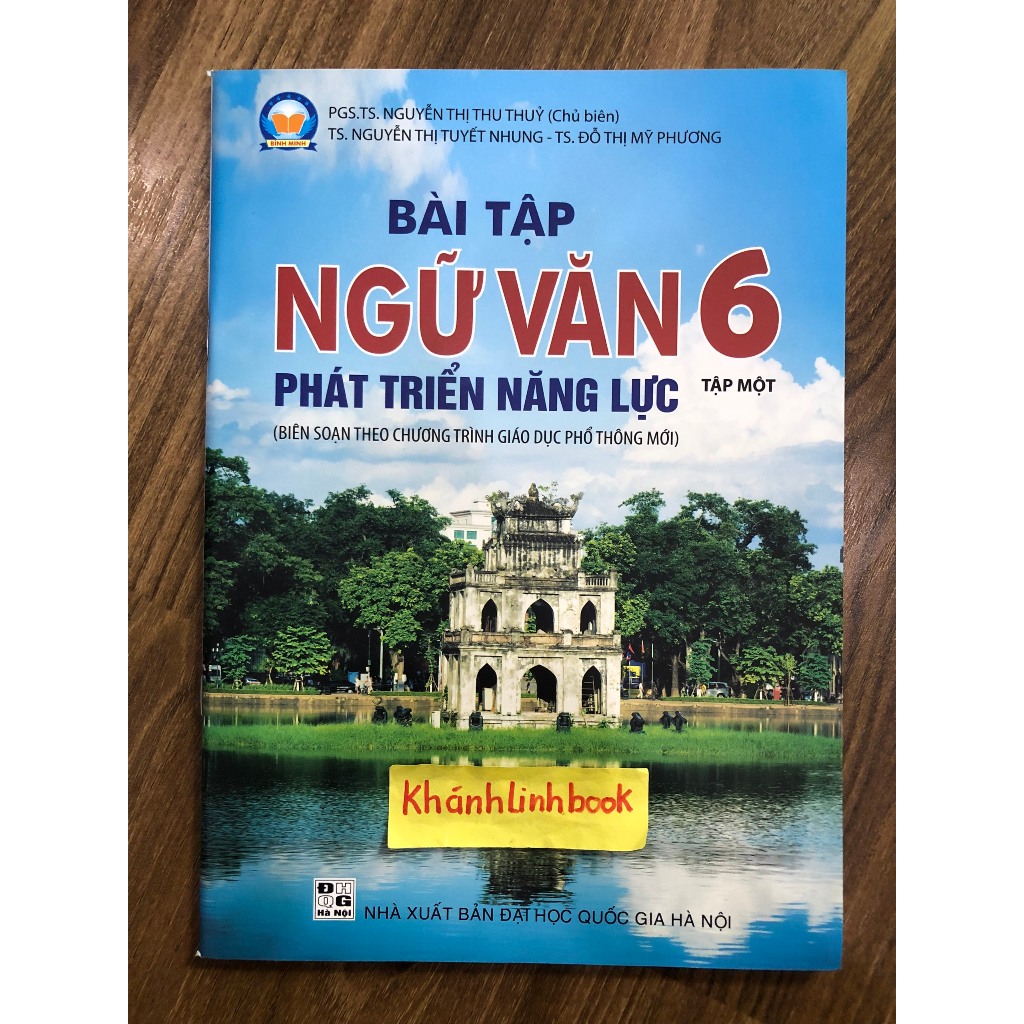 PGS.TS. NGUYỄN THỊ THU THUỶ (Chủ biên)
TS. NGUYỄN THỊ TUYẾT NHUNG - TS. ĐỖ THỊ MỸ PHƯƠNG
BÌNH MINH
BÀI TẬP
NGỮ VĂN 6
PHÁT TRIỂN NĂNG LỰC
TẬP MỘT
(BIÊN SOẠN THEO CHƯƠNG TRÌNH GIÁO DỤC PHỔ THÔNG MỚI)
Khánhlinhbook
ĐH
QG
Hà Nội
NHÀ XUẤT BẢN ĐẠI HỌC QUỐC GIA HÀ NỘI